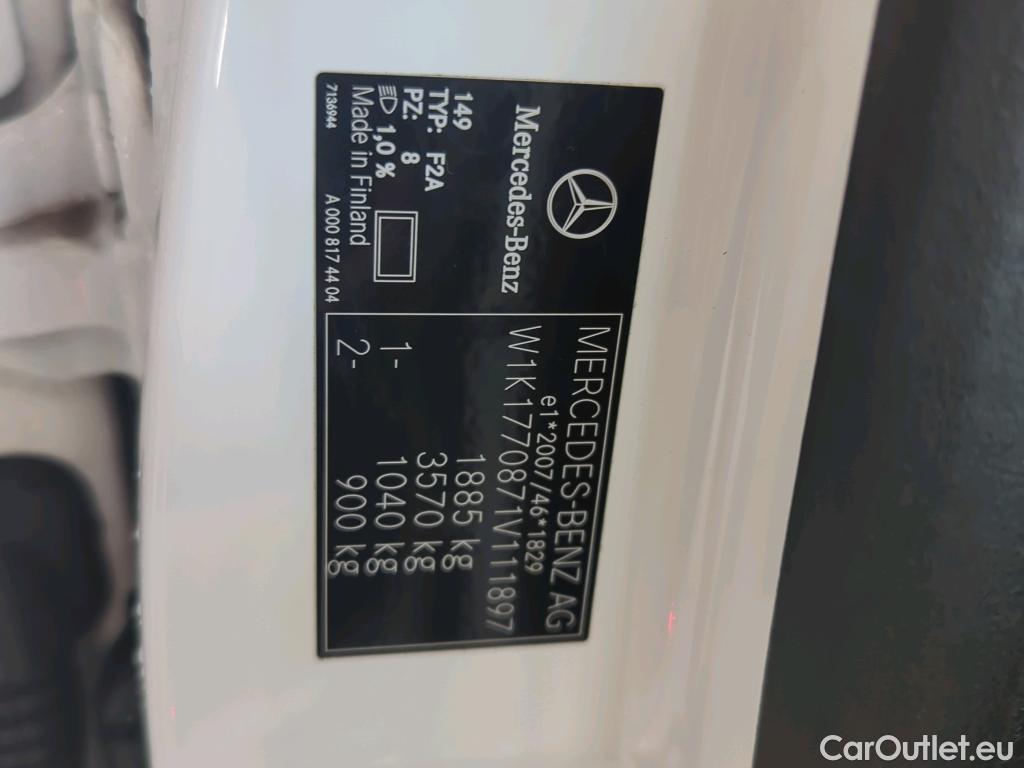 Mercedes-Benz
149
TYP: F2A
PZ: 8
1,0 %
Made in Finland
7136944 A 000 817 44 04
MERCEDES-BENZ AG
e1*2007/46*1829
W1K1770871V111897
1885 kg
3570 kg
1- 1040 kg
2- 900 kg
CarOutlet.eu